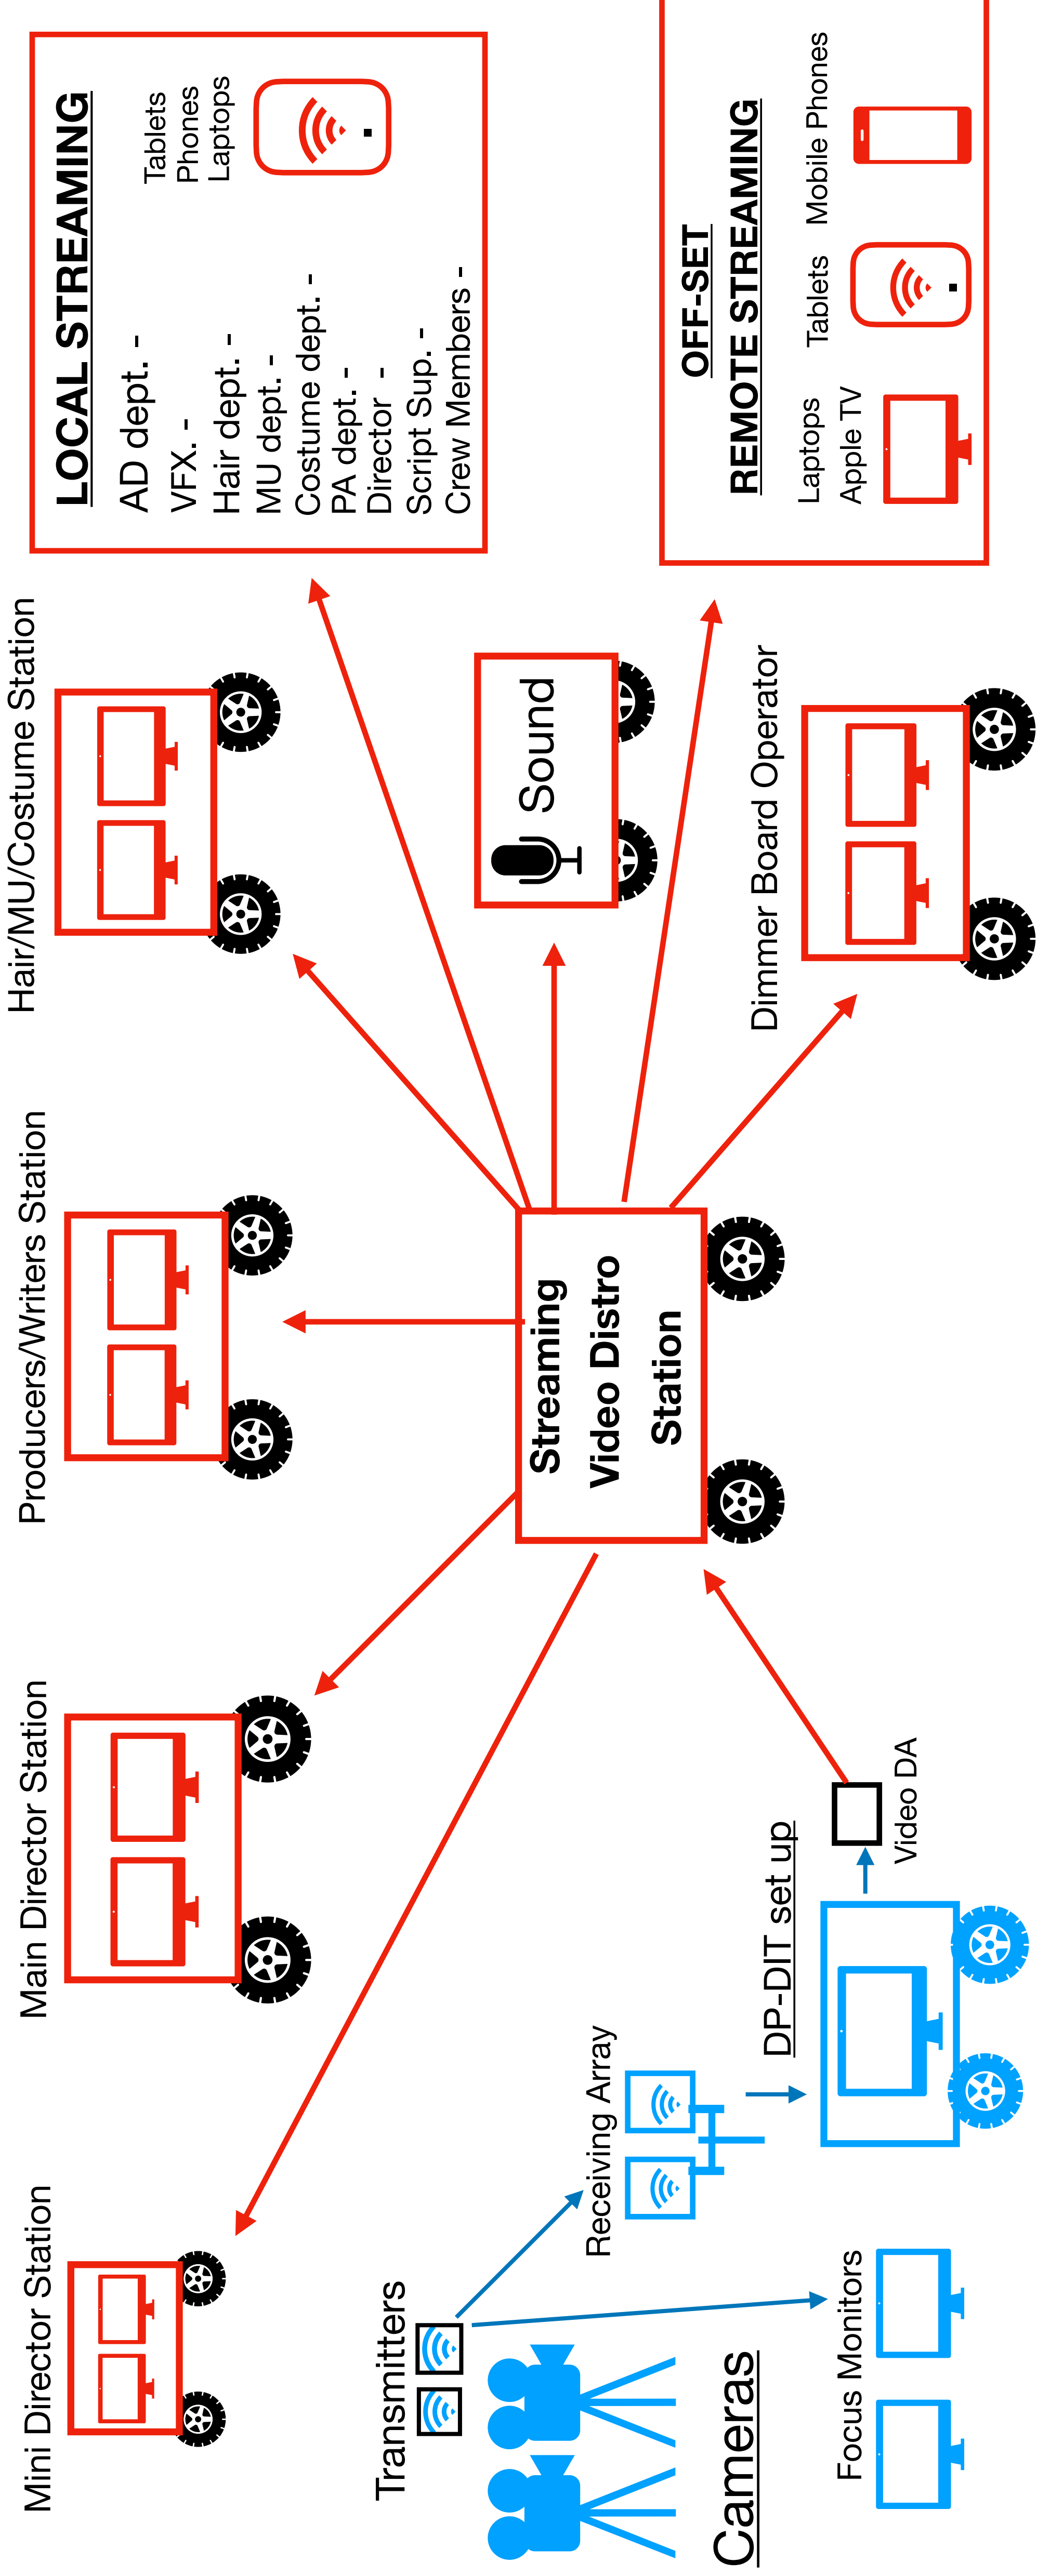 Mini Director Station
Main Director Station
Producers/Writers Station
Hair/MU/Costume Station
LOCAL STREAMING
AD dept. -
VFX. -
Hair dept. -
MU dept. -
Costume dept. -
PA dept. -
Director -
Script Sup. -
Crew Members -
Tablets
Phones
Laptops
Transmitters
Cameras
Receiving Array
Focus Monitors
DP-DIT set up
Video DA
Streaming
Video Distro
Station
Sound
Dimmer Board Operator
OFF-SET
REMOTE STREAMING
Laptops
Apple TV
Tablets
Mobile Phones